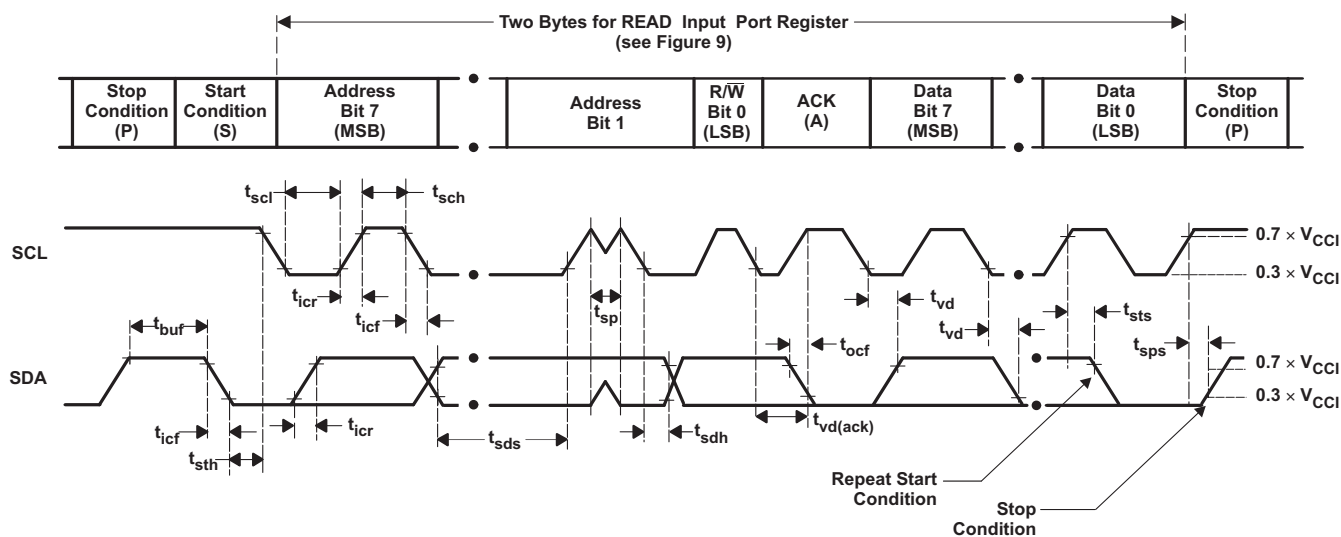 Two Bytes for READ Input Port Register
(see Figure 9)
Stop
Condition
(P)
Start
Condition
(S)
Address
Bit 7
(MSB)
Address
Bit 1
R/W̅
Bit 0
(LSB)
ACK
(A)
Data
Bit 7
(MSB)
Data
Bit 0
(LSB)
Stop
Condition
(P)
tscl
tsch
SCL
0.7 × VCCI
0.3 × VCCI
ticr
ticf
tsp
tvd
tvd
tsts
tbuf
tocf
tsps
SDA
0.7 × VCCI
0.3 × VCCI
ticf
ticr
tsth
tsds
tsdh
tvd(ack)
Repeat Start
Condition
Stop
Condition